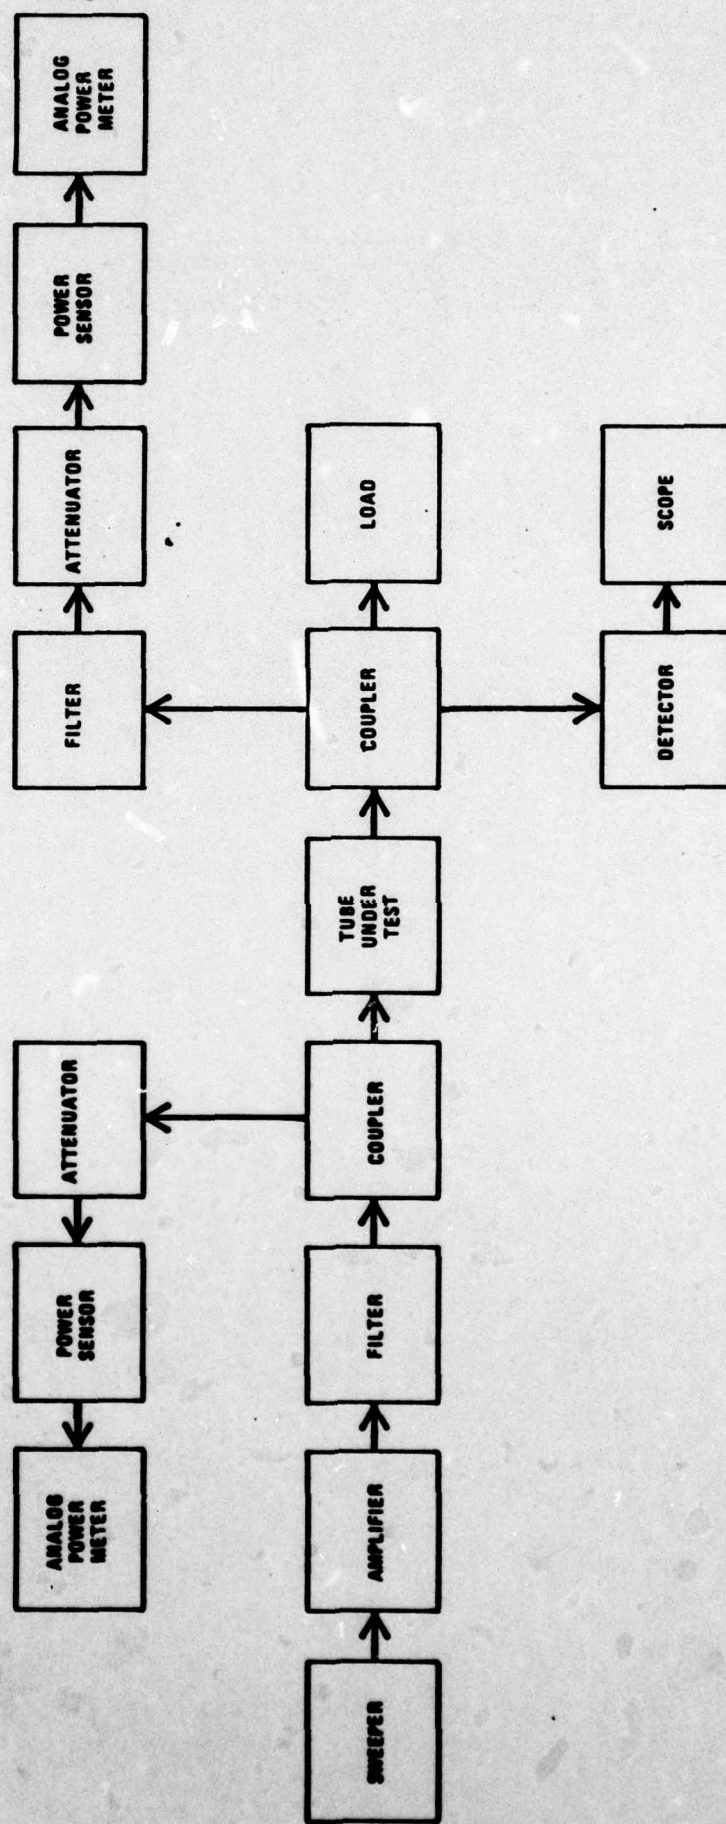 ANALOG
POWER
METER
POWER
SENSOR
ATTENUATOR
FILTER
ATTENUATOR
POWER
SENSOR
ANALOG
POWER
METER
SWEEPER
AMPLIFIER
FILTER
COUPLER
TUBE
UNDER
TEST
COUPLER
LOAD
DETECTOR
SCOPE